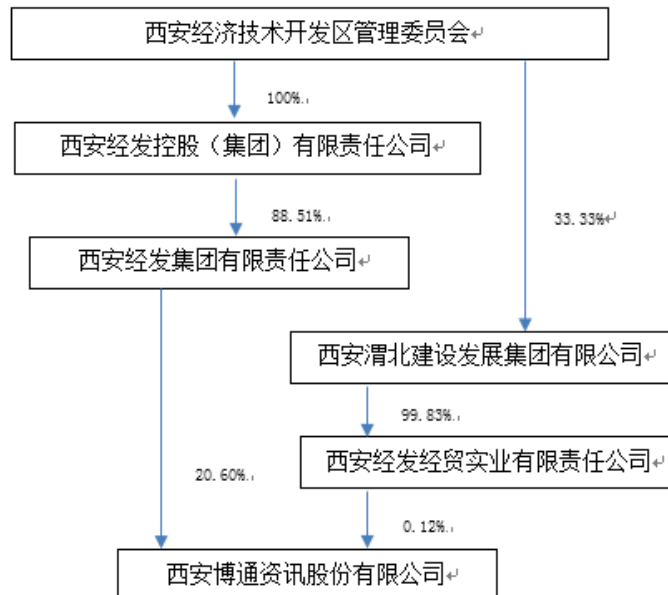 西安经济技术开发区管理委员会
100%
西安经发控股（集团）有限责任公司
88.51%
33.33%
西安经发集团有限责任公司
西安渭北建设发展集团有限公司
99.83%
西安经发经贸实业有限责任公司
20.60%
0.12%
西安博通资讯股份有限公司